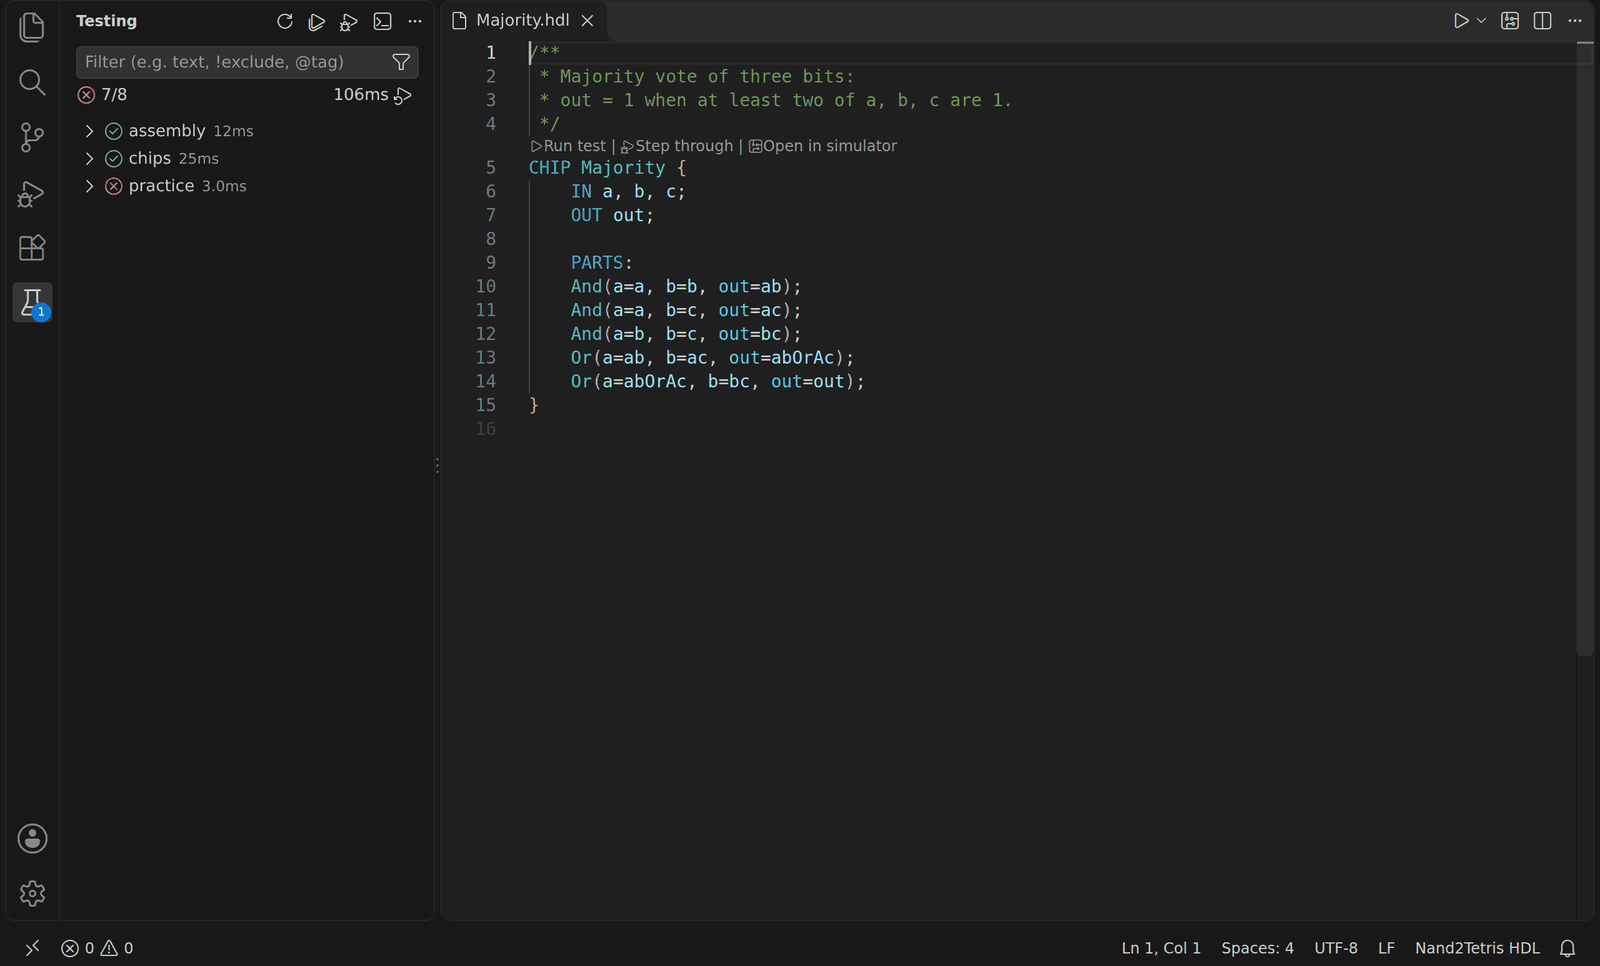 Testing
Filter (e.g. text, !exclude, @tag)
7/8 106ms
assembly 12ms
chips 25ms
practice 3.0ms
1
Majority.hdl
1 /**
2 * Majority vote of three bits:
3 * out = 1 when at least two of a, b, c are 1.
4 */
Run test | Step through | Open in simulator
5 CHIP Majority {
6 IN a, b, c;
7 OUT out;
8
9 PARTS:
10 And(a=a, b=b, out=ab);
11 And(a=a, b=c, out=ac);
12 And(a=b, b=c, out=bc);
13 Or(a=ab, b=ac, out=abOrAc);
14 Or(a=abOrAc, b=bc, out=out);
15 }
16
0 0 Ln 1, Col 1 Spaces: 4 UTF-8 LF Nand2Tetris HDL